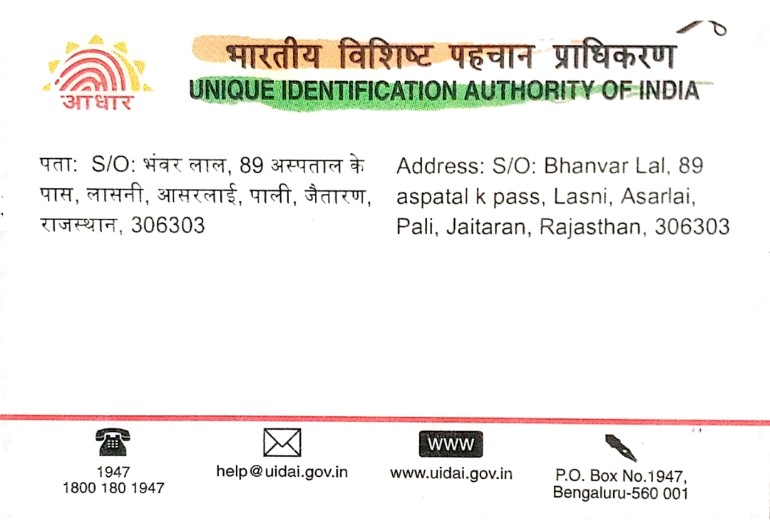 भारतीय विशिष्ट पहचान प्राधिकरण
UNIQUE IDENTIFICATION AUTHORITY OF INDIA
आधार
पता: S/O: भंवर लाल, 89 अस्पताल के
पास, लासनी, आसरलाई, पाली, जैतारण,
राजस्थान, 306303
Address: S/O: Bhanvar Lal, 89
aspatal k pass, Lasni, Asarlai,
Pali, Jaitaran, Rajasthan, 306303
1947
1800 180 1947
help@uidai.gov.in
www
www.uidai.gov.in
P.O. Box No.1947,
Bengaluru-560 001